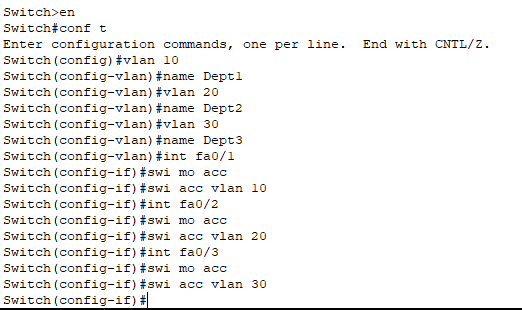 Switch>en
Switch#conf t
Enter configuration commands, one per line.  End with CNTL/Z.
Switch(config)#vlan 10
Switch(config-vlan)#name Dept1
Switch(config-vlan)#vlan 20
Switch(config-vlan)#name Dept2
Switch(config-vlan)#vlan 30
Switch(config-vlan)#name Dept3
Switch(config-vlan)#int fa0/1
Switch(config-if)#swi mo acc
Switch(config-if)#swi acc vlan 10
Switch(config-if)#int fa0/2
Switch(config-if)#swi mo acc
Switch(config-if)#swi acc vlan 20
Switch(config-if)#int fa0/3
Switch(config-if)#swi mo acc
Switch(config-if)#swi acc vlan 30
Switch(config-if)#